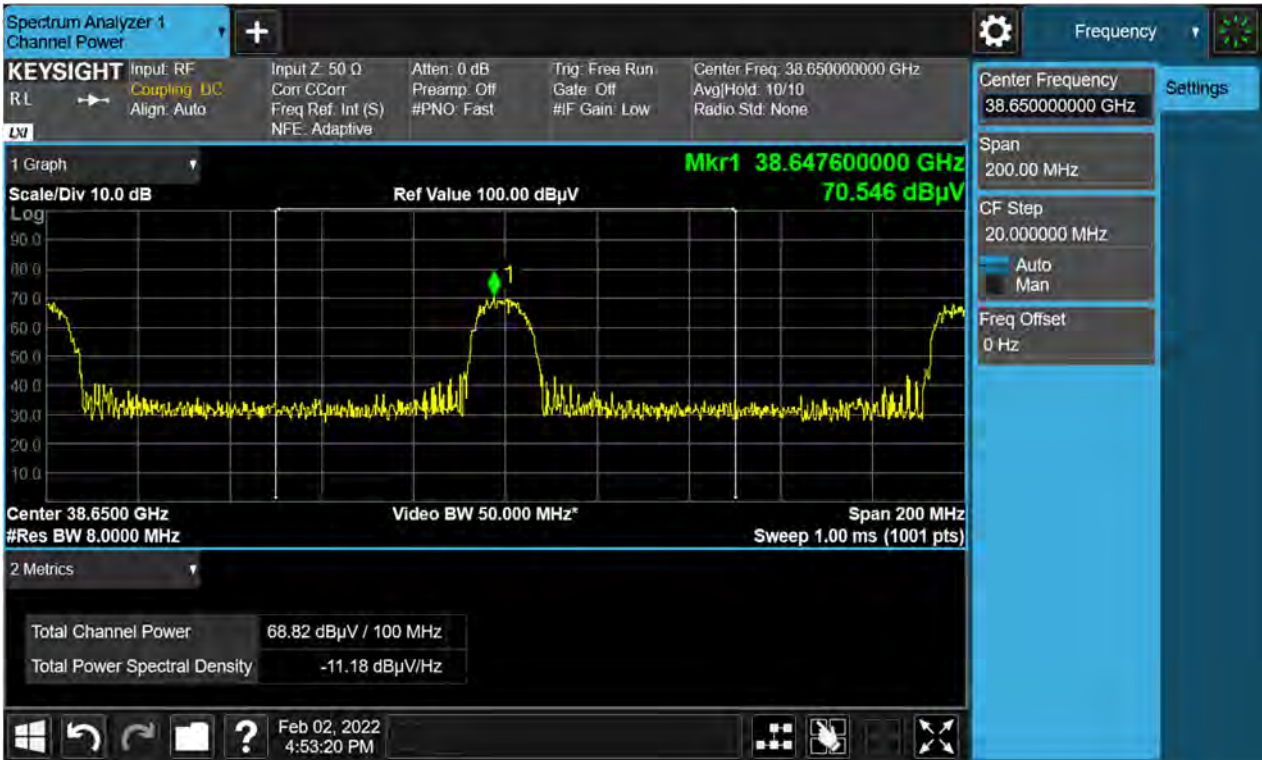 Spectrum Analyzer 1
Channel Power
+
Frequency
KEYSIGHT
R L
LXI
Input: RF
Coupling: DC
Align: Auto
Input Z: 50 Ω
Corr CCorr
Freq Ref: Int (S)
NFE: Adaptive
Atten: 0 dB
Preamp: Off
#PNO: Fast
Trig: Free Run
Gate: Off
#IF Gain: Low
Center Freq: 38.650000000 GHz
Avg|Hold: 10/10
Radio Std: None
Center Frequency
38.650000000 GHz
Settings
Span
200.00 MHz
CF Step
20.000000 MHz
Auto
Man
Freq Offset
0 Hz
1 Graph
Mkr1 38.647600000 GHz
70.546 dBµV
Scale/Div 10.0 dB
Ref Value 100.00 dBµV
Log
90.0
80.0
70.0
60.0
50.0
40.0
30.0
20.0
10.0
1
Center 38.6500 GHz
Video BW 50.000 MHz*
Span 200 MHz
#Res BW 8.0000 MHz
Sweep 1.00 ms (1001 pts)
2 Metrics
Total Channel Power 68.82 dBµV / 100 MHz
Total Power Spectral Density -11.18 dBµV/Hz
?
Feb 02, 2022
4:53:20 PM